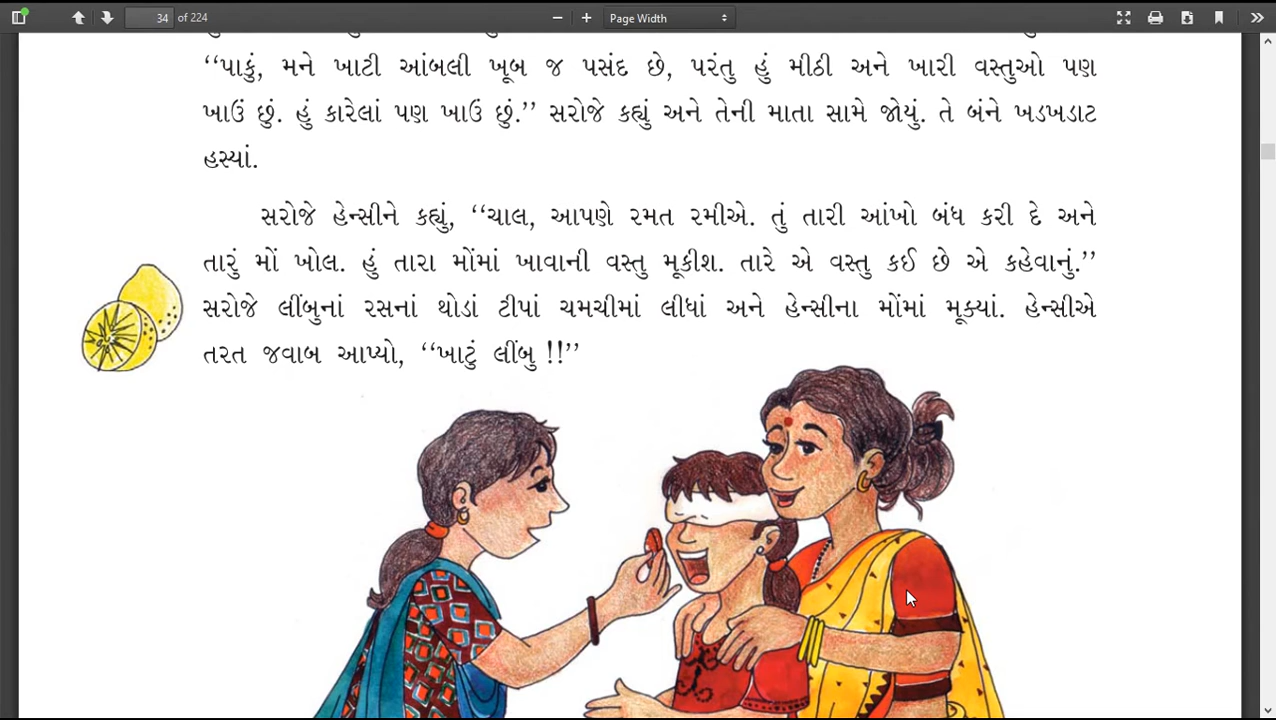 34 of 224
Page Width
‘‘પાકું, મને ખાટી આંબલી ખૂબ જ પસંદ છે, પરંતુ હું મીઠી અને ખારી વસ્તુઓ પણ
ખાઉં છું. હું કારેલાં પણ ખાઉં છું.’’ સરોજે કહ્યું અને તેની માતા સામે જોયું. તે બંને ખડખડાટ
હસ્યાં.
સરોજે હેન્સીને કહ્યું, ‘‘ચાલ, આપણે રમત રમીએ. તું તારી આંખો બંધ કરી દે અને
તારું મોં ખોલ. હું તારા મોંમાં ખાવાની વસ્તુ મૂકીશ. તારે એ વસ્તુ કઈ છે એ કહેવાનું.’’
સરોજે લીંબુનાં રસનાં થોડાં ટીપાં ચમચીમાં લીધાં અને હેન્સીના મોંમાં મૂક્યાં. હેન્સીએ
તરત જવાબ આપ્યો, ‘‘ખાટું લીંબુ !!’’